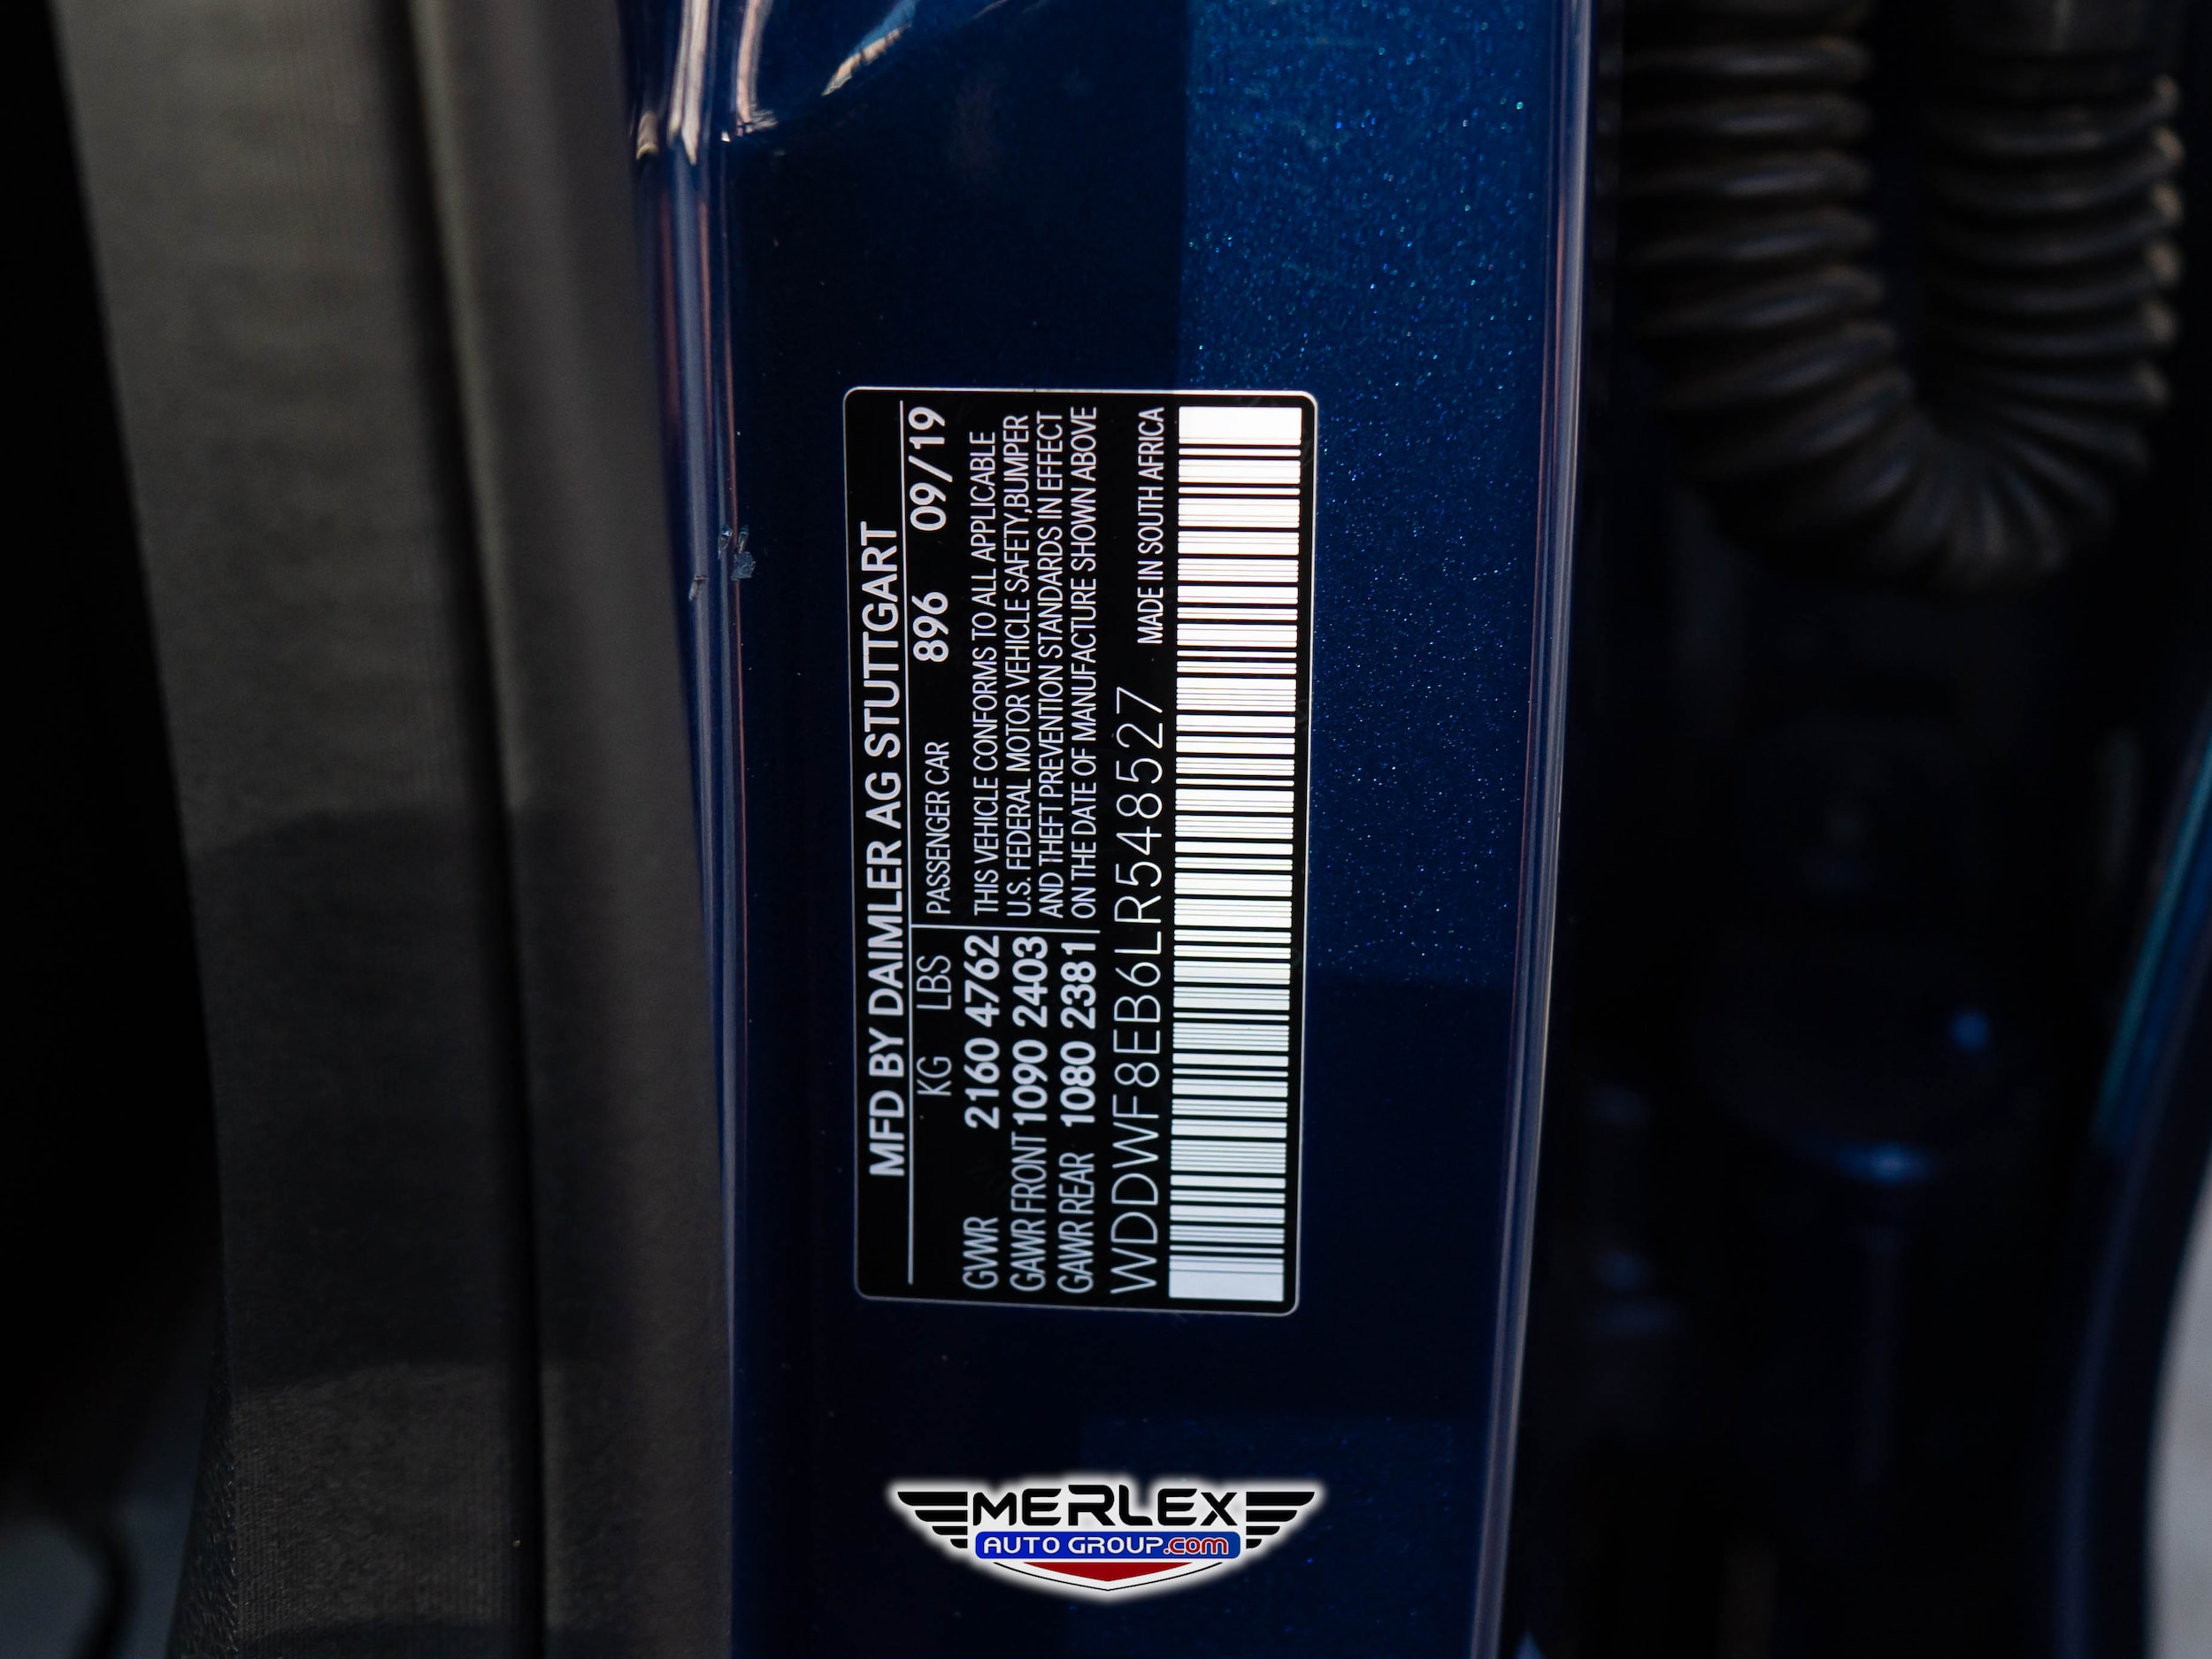 MFD BY DAIMLER AG STUTTGART
KG LBS PASSENGER CAR 896 09/19
GVWR 2160 4762
GAWR FRONT 1090 2403
GAWR REAR 1080 2381
THIS VEHICLE CONFORMS TO ALL APPLICABLE
U.S. FEDERAL MOTOR VEHICLE SAFETY,BUMPER
AND THEFT PREVENTION STANDARDS IN EFFECT
ON THE DATE OF MANUFACTURE SHOWN ABOVE
WDDWF8EB6LR548527 MADE IN SOUTH AFRICA
MERLEX
AUTO GROUP.com